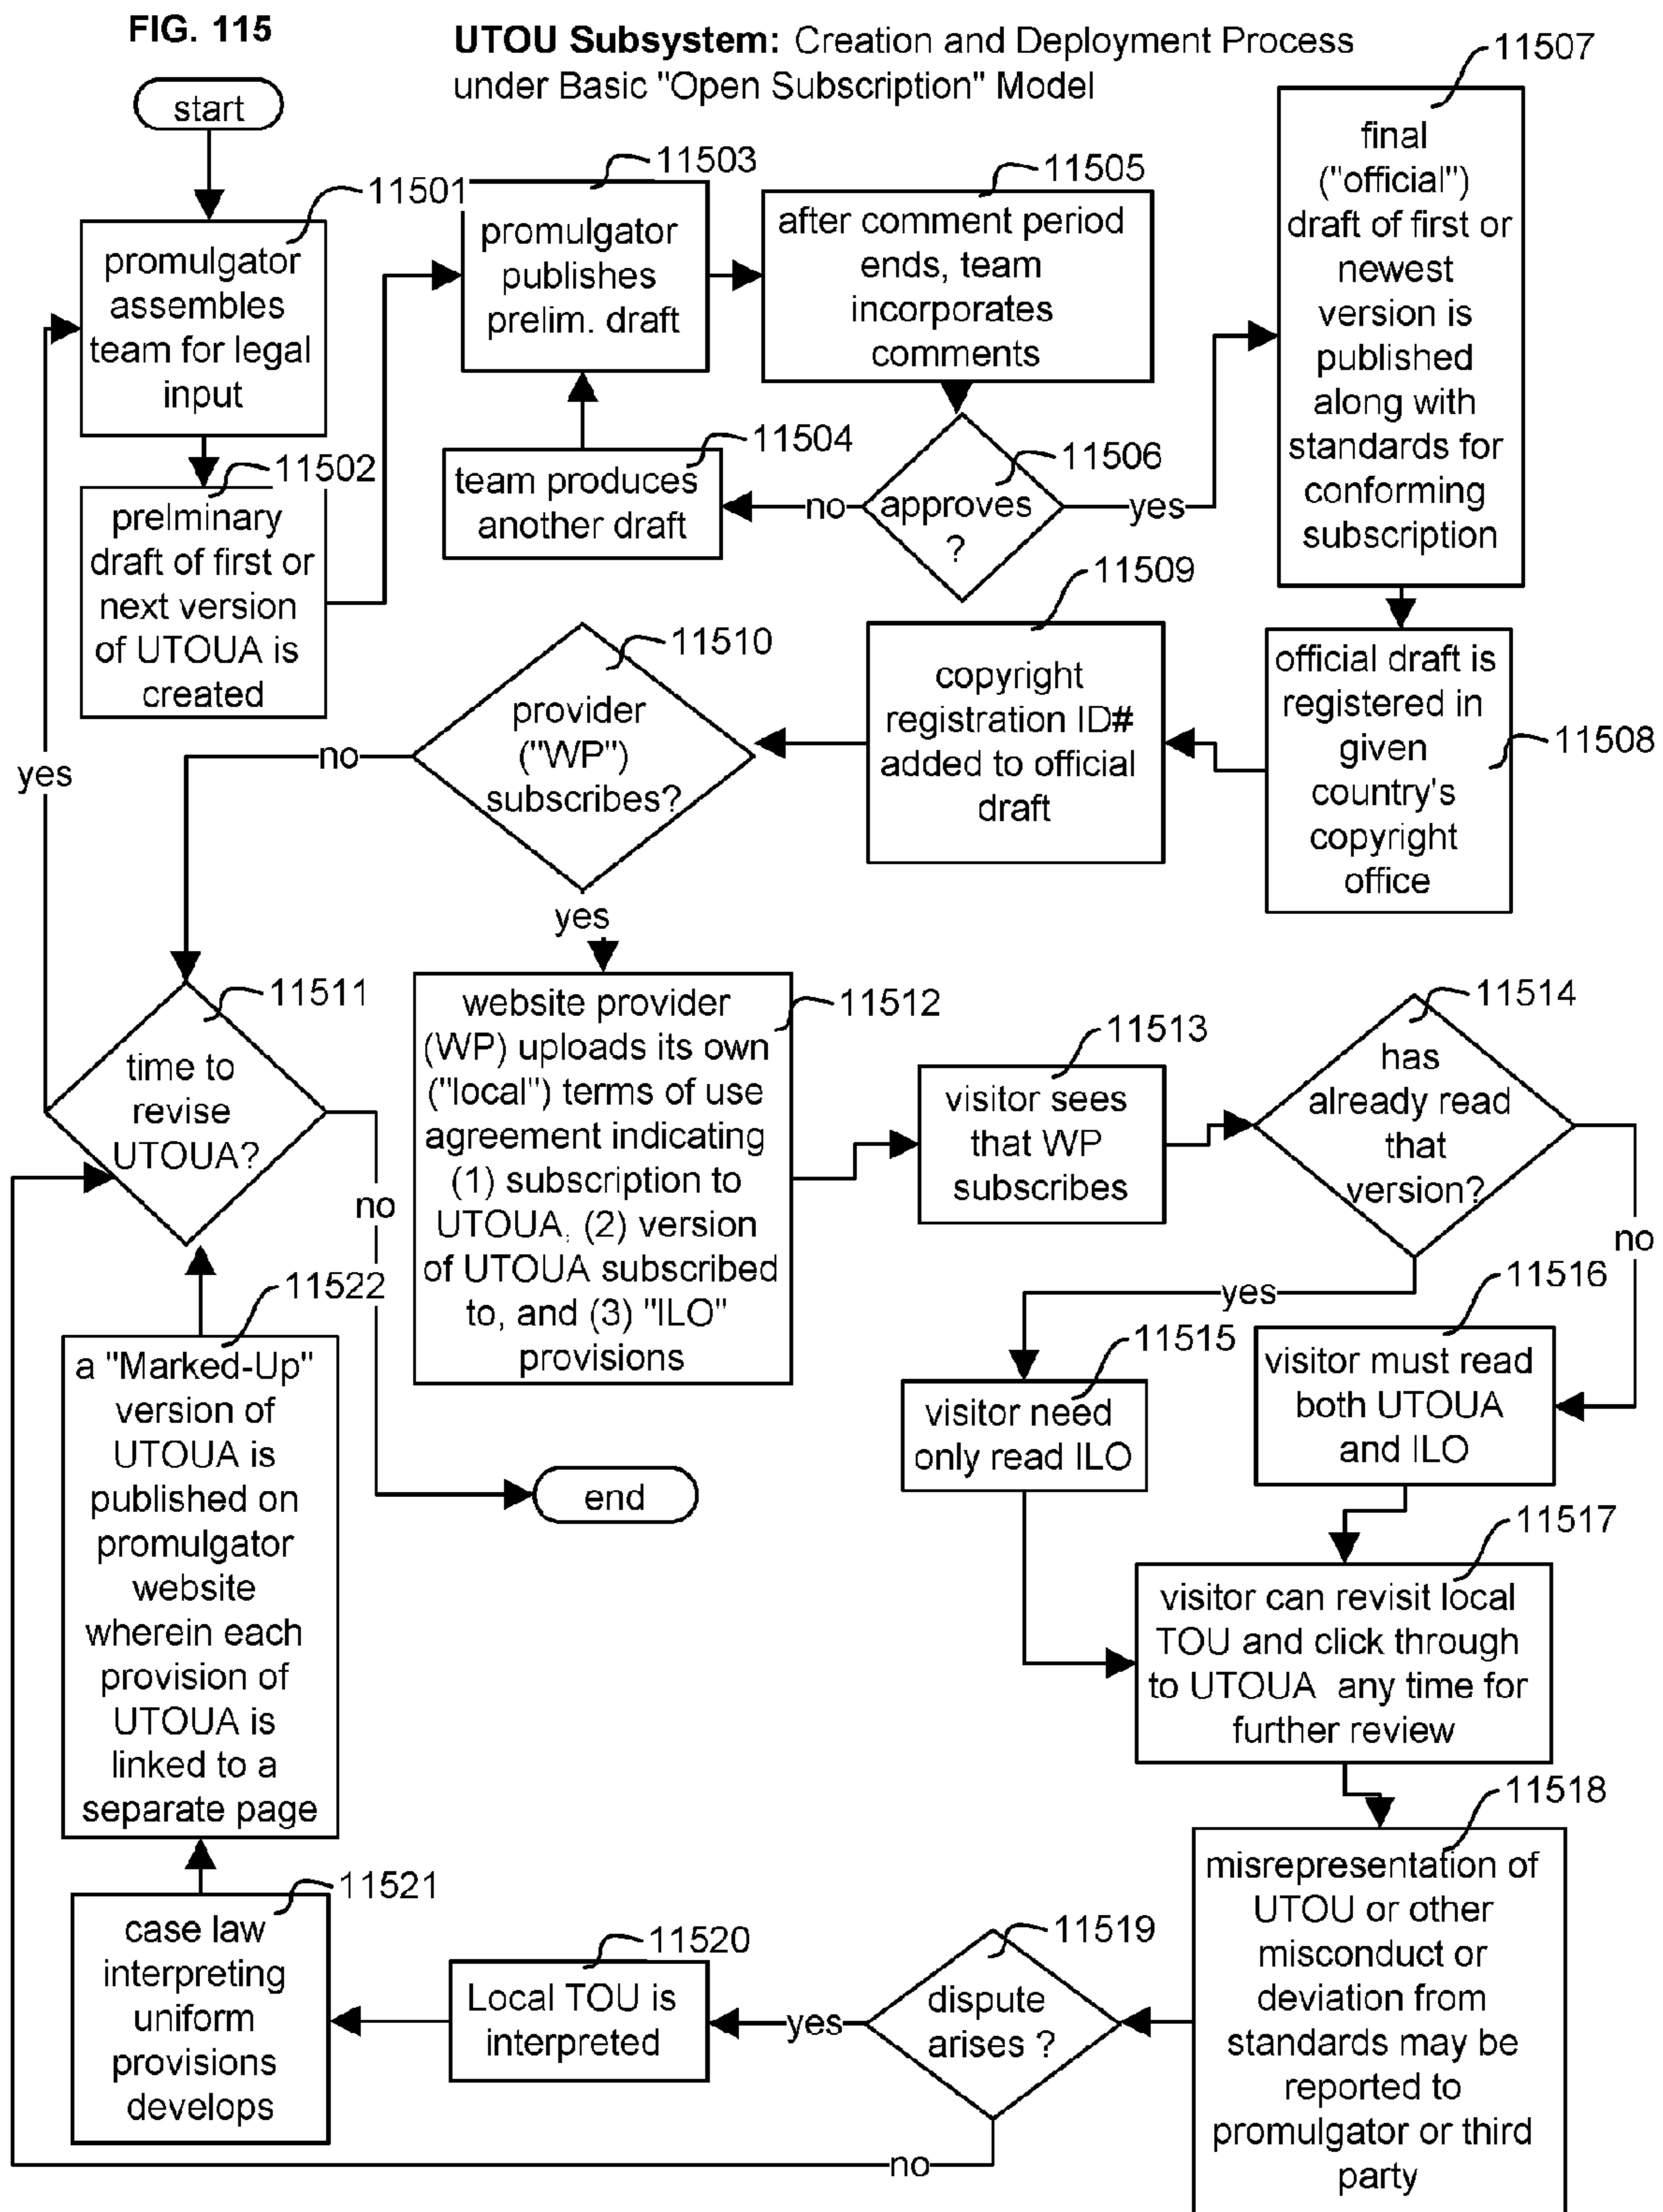 FIG. 115
UTOU Subsystem: Creation and Deployment Process
under Basic "Open Subscription" Model
start
11501
promulgator
assembles
team for legal
input
11502
prelminary
draft of first or
next version
of UTOUA is
created
11503
promulgator
publishes
prelim. draft
11504
team produces
another draft
11505
after comment period
ends, team
incorporates
comments
11506
approves
?
no
yes
11507
final
("official")
draft of first or
newest
version is
published
along with
standards for
conforming
subscription
11508
official draft is
registered in
given
country's
copyright
office
11509
copyright
registration ID#
added to official
draft
11510
provider
("WP")
subscribes?
no
yes
yes
11511
time to
revise
UTOUA?
no
end
11512
website provider
(WP) uploads its own
("local") terms of use
agreement indicating
(1) subscription to
UTOUA, (2) version
of UTOUA subscribed
to, and (3) "ILO"
provisions
11513
visitor sees
that WP
subscribes
11514
has
already read
that
version?
no
yes
11515
visitor need
only read ILO
11516
visitor must read
both UTOUA
and ILO
11517
visitor can revisit local
TOU and click through
to UTOUA any time for
further review
11518
misrepresentation of
UTOU or other
misconduct or
deviation from
standards may be
reported to
promulgator or third
party
11519
dispute
arises ?
yes
no
11520
Local TOU is
interpreted
11521
case law
interpreting
uniform
provisions
develops
11522
a "Marked-Up"
version of
UTOUA is
published on
promulgator
website
wherein each
provision of
UTOUA is
linked to a
separate page